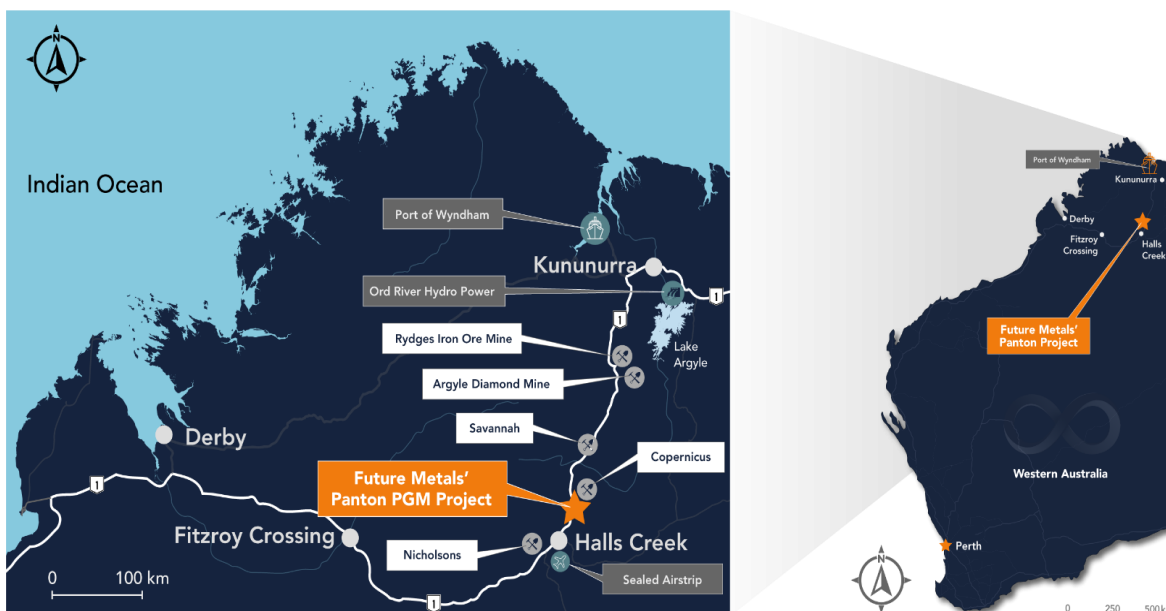 N
Indian Ocean
Port of Wyndham
Kununurra
Ord River Hydro Power
1
1
Rydges Iron Ore Mine
Lake
Argyle
Argyle Diamond Mine
Savannah
Derby
Copernicus
Future Metals'
Panton PGM Project
1
Fitzroy Crossing
Halls Creek
Nicholsons
Sealed Airstrip
0 100 km
1
Port of Wyndham
Kununurra
Derby
Fitzroy
Crossing
Halls
Creek
Future Metals'
Panton Project
Western Australia
Perth
N
0 250 500k